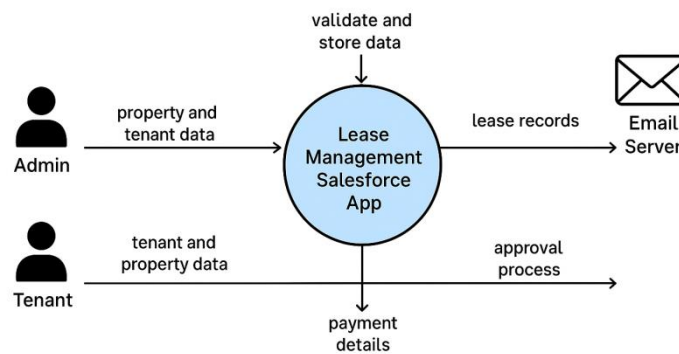 validate and
store data
property and
tenant data
Lease
Management
Salesforce
App
lease records
Email
Server
Admin
tenant and
property data
approval
process
Tenant
payment
details